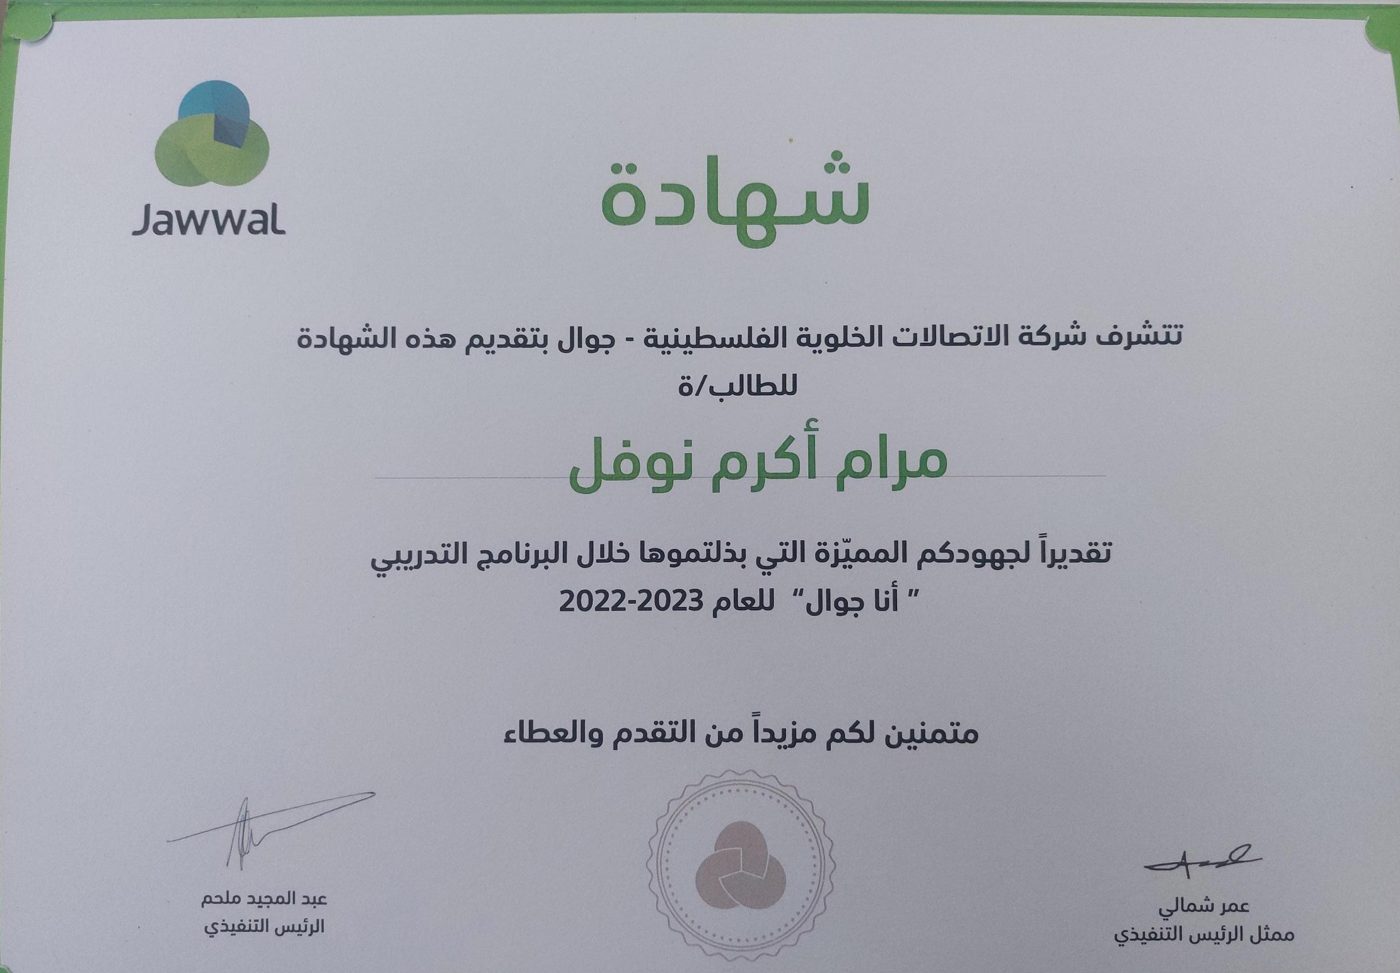 Jawwal
شهادة
تتشرف شركة الاتصالات الخلوية الفلسطينية - جوال بتقديم هذه الشهادة
للطالب/ة
مرام أكرم نوفل
تقديراً لجهودكم المميّزة التي بذلتموها خلال البرنامج التدريبي
” أنا جوال“ للعام 2023-2022
متمنين لكم مزيداً من التقدم والعطاء
عمر شمالي
ممثل الرئيس التنفيذي
عبد المجيد ملحم
الرئيس التنفيذي